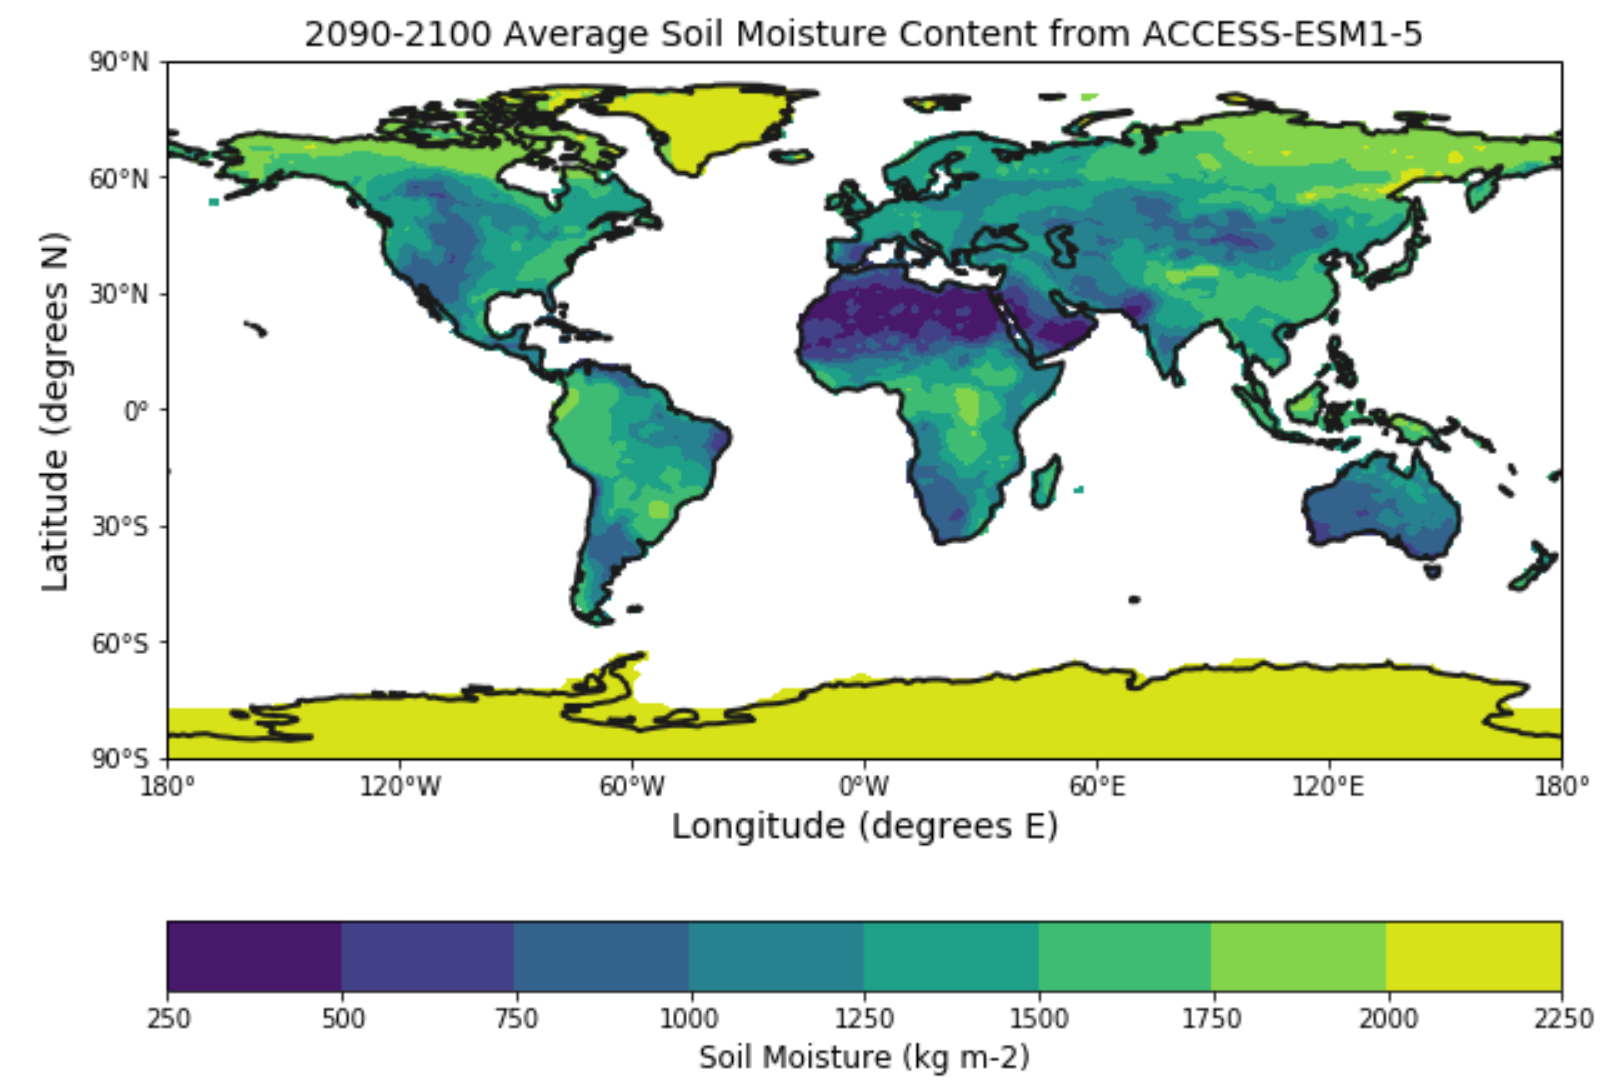 2090-2100 Average Soil Moisture Content from ACCESS-ESM1-5
90°N
60°N
30°N
0°
30°S
60°S
90°S
Latitude (degrees N)
180° 120°W 60°W 0°W 60°E 120°E 180°
Longitude (degrees E)
250 500 750 1000 1250 1500 1750 2000 2250
Soil Moisture (kg m-2)